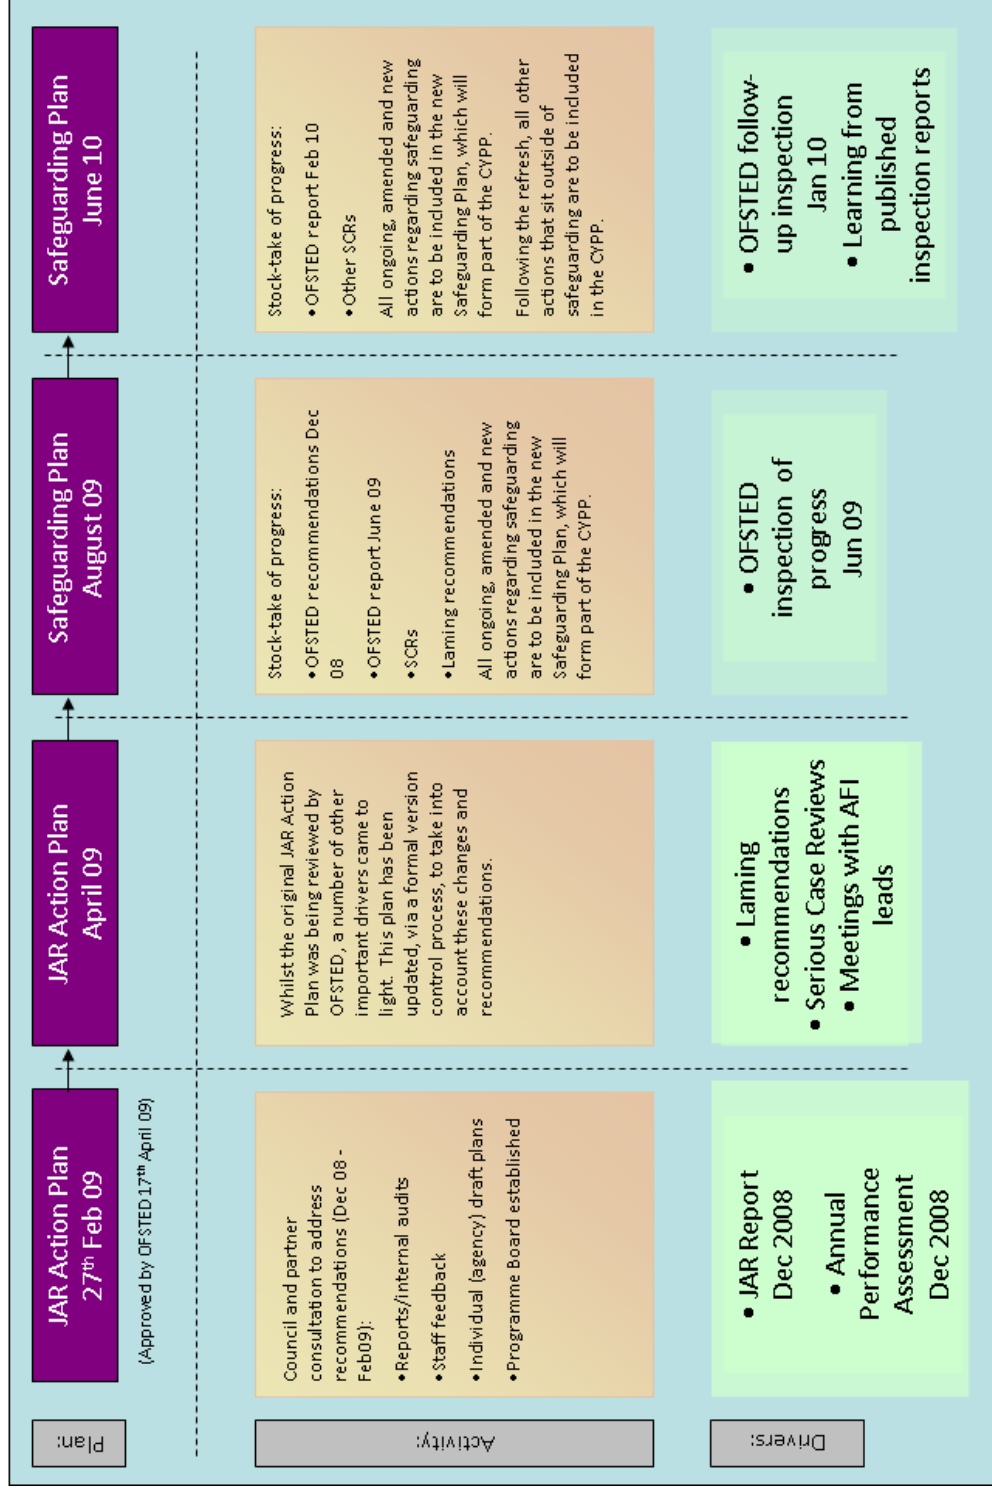 Plan:
JAR Action Plan
27th Feb 09
JAR Action Plan
April 09
Safeguarding Plan
August 09
Safeguarding Plan
June 10
(Approved by OFSTED 17th April 09)
Activity:
Council and partner
consultation to address
recommendations (Dec 08 -
Feb09):
•Reports/internal audits
•Staff feedback
•Individual (agency) draft plans
•Programme Board established
Whilst the original JAR Action
Plan was being reviewed by
OFSTED, a number of other
important drivers came to
light. This plan has been
updated, via a formal version
control process, to take into
account these changes and
recommendations.
Stock-take of progress:
•OFSTED recommendations Dec
08
•OFSTED report June 09
•SCRs
•Laming recommendations
All ongoing, amended and new
actions regarding safeguarding
are to be included in the new
Safeguarding Plan, which will
form part of the CYPP.
Stock-take of progress:
•OFSTED report Feb 10
•Other SCRs
All ongoing, amended and new
actions regarding safeguarding
are to be included in the new
Safeguarding Plan, which will
form part of the CYPP.
Following the refresh, all other
actions that sit outside of
safeguarding are to be included
in the CYPP.
Drivers:
• JAR Report
Dec 2008
• Annual
Performance
Assessment
Dec 2008
• Laming
recommendations
• Serious Case Reviews
• Meetings with AFI
leads
• OFSTED
inspection of
progress
Jun 09
• OFSTED follow-
up inspection
Jan 10
• Learning from
published
inspection reports